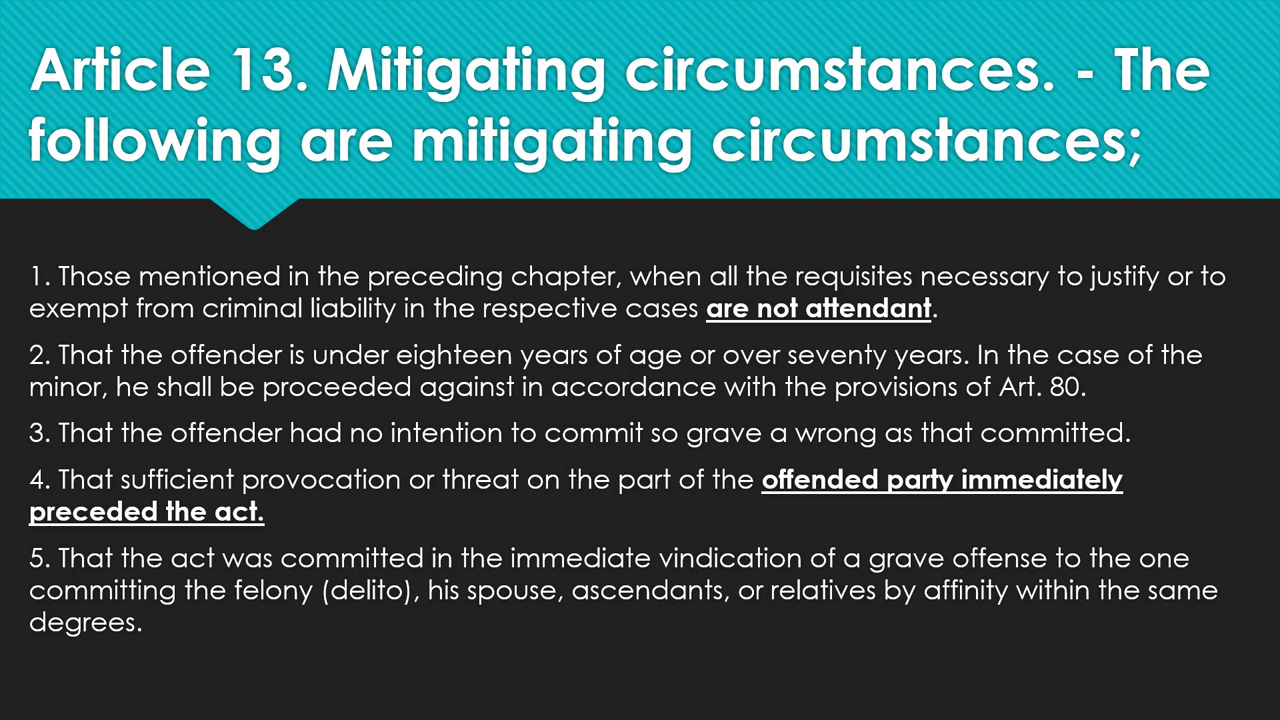 Article 13. Mitigating circumstances. - The
following are mitigating circumstances;
1. Those mentioned in the preceding chapter, when all the requisites necessary to justify or to
exempt from criminal liability in the respective cases are not attendant.
2. That the offender is under eighteen years of age or over seventy years. In the case of the
minor, he shall be proceeded against in accordance with the provisions of Art. 80.
3. That the offender had no intention to commit so grave a wrong as that committed.
4. That sufficient provocation or threat on the part of the offended party immediately
preceded the act.
5. That the act was committed in the immediate vindication of a grave offense to the one
committing the felony (delito), his spouse, ascendants, or relatives by affinity within the same
degrees.